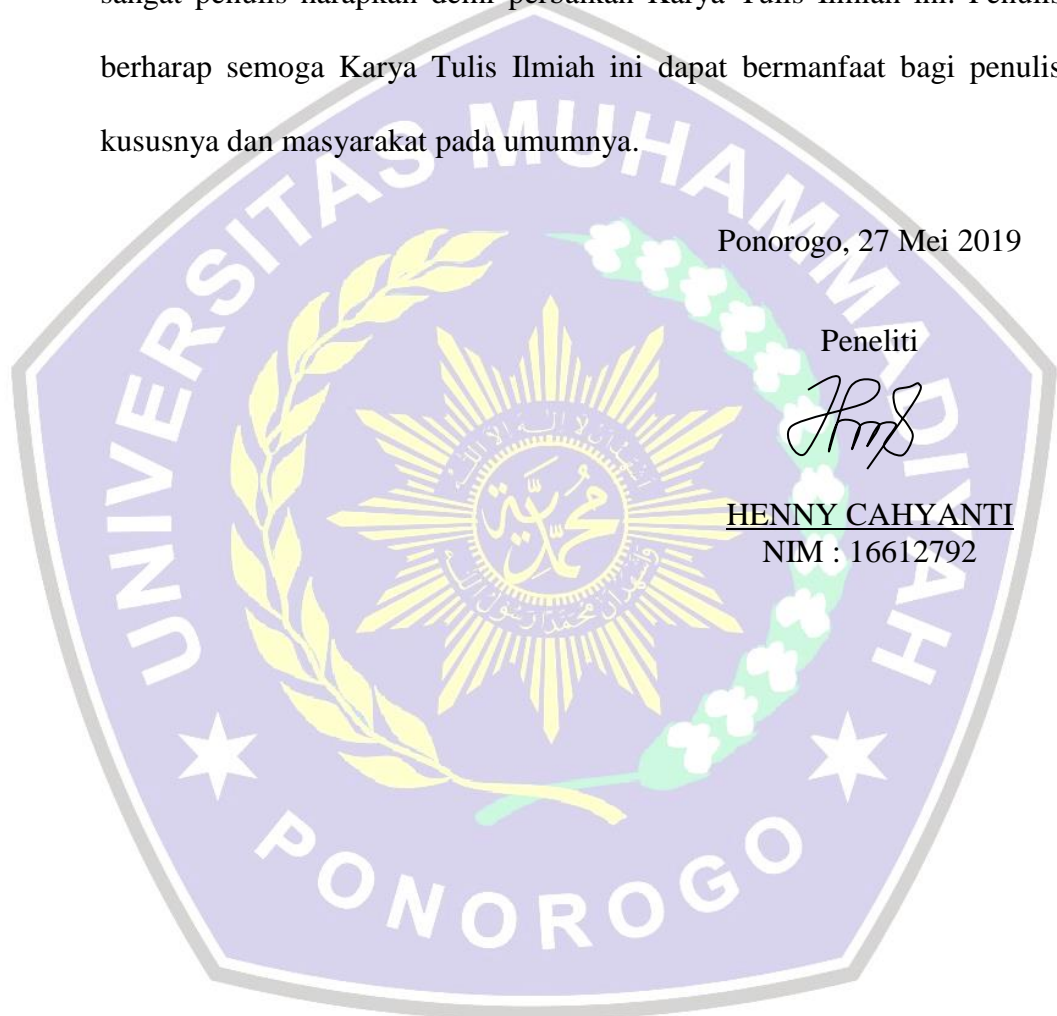 sangat penulis harapkan demi perbaikan Karya Tulis Ilmiah ini. Penulis
berharap semoga Karya Tulis Ilmiah ini dapat bermanfaat bagi penulis
kususnya dan masyarakat pada umumnya.
Ponorogo, 27 Mei 2019
Peneliti
HENNY CAHYANTI
NIM : 16612792
UNIVERSITAS MUHAMMADIYAH
PONOROGO
محمدية